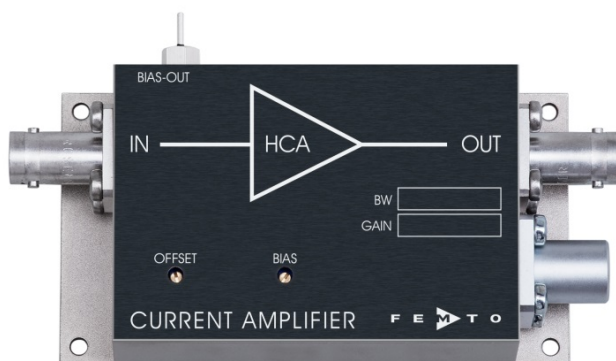 BIAS-OUT
IN HCA OUT
BW
GAIN
OFFSET BIAS
CURRENT AMPLIFIER FEMTO